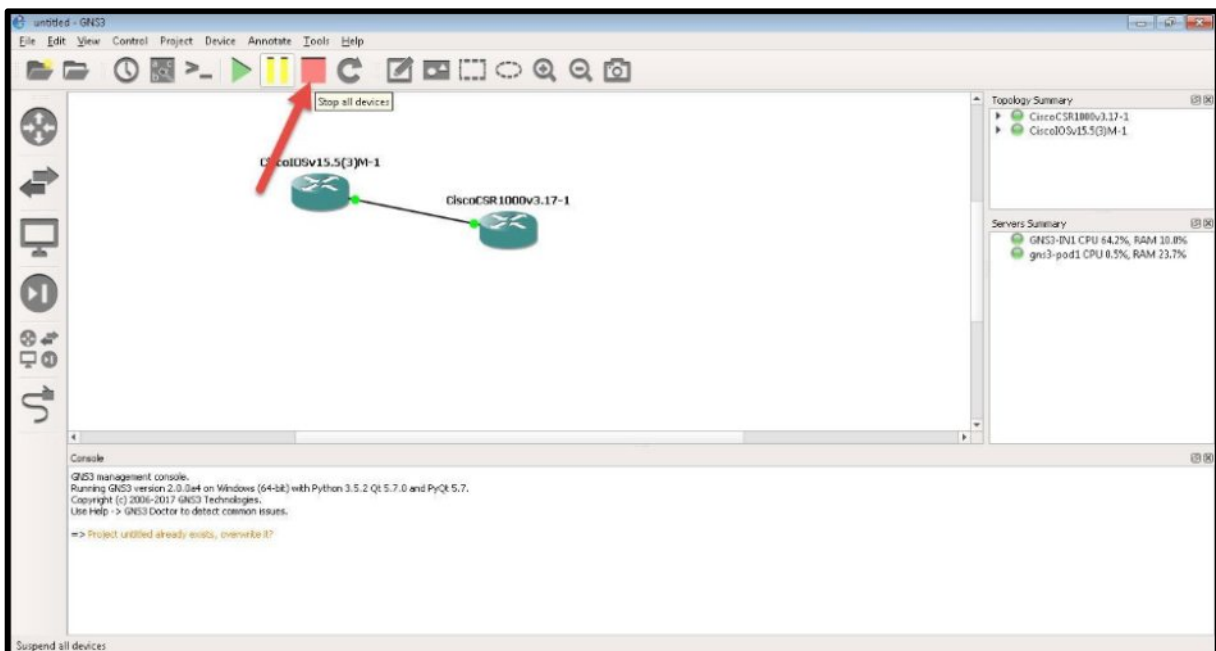 untitled - GNS3
File Edit View Control Project Device Annotate Tools Help
Stop all devices
CiscoIOSv15.5(3)M-1
CiscoCSR1000v3.17-1
Topology Summary
CiscoCSR1000v3.17-1
CiscoIOSv15.5(3)M-1
Servers Summary
GNS3-IN1 CPU 64.2%, RAM 10.0%
gns3-pod1 CPU 0.5%, RAM 23.7%
Console
GNS3 management console.
Running GNS3 version 2.0.0a4 on Windows (64-bit) with Python 3.5.2 Qt 5.7.0 and PyQt 5.7.
Copyright (c) 2006-2017 GNS3 Technologies.
Use Help -> GNS3 Doctor to detect common issues.
=> Project untitled already exists, overwrite it?
Suspend all devices